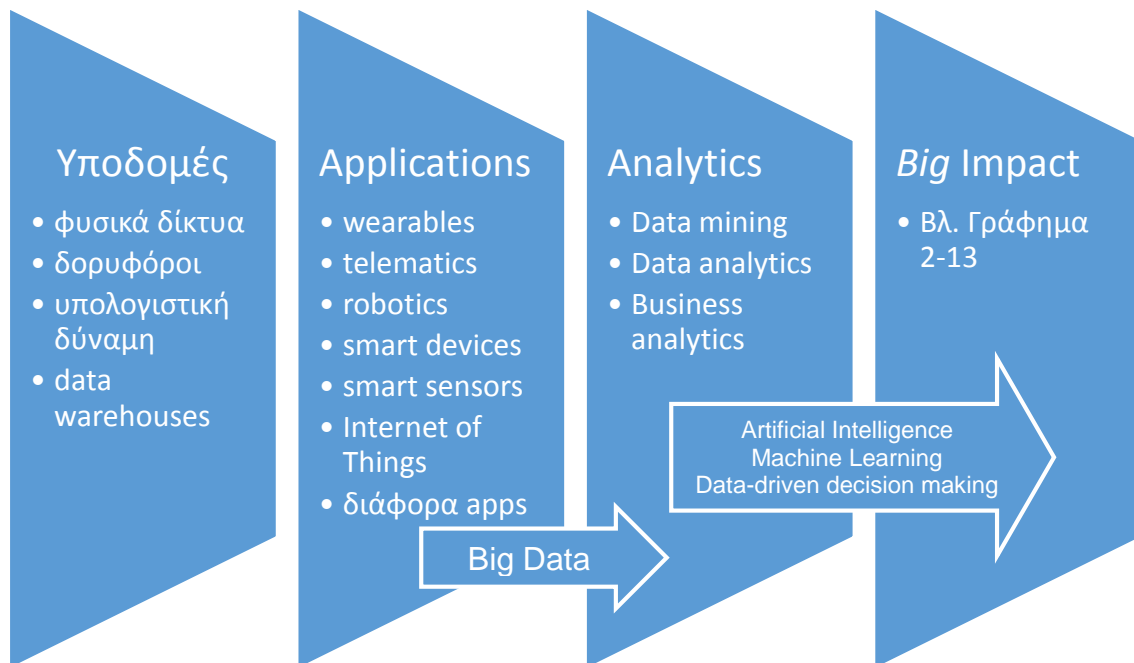 Υποδομές
• φυσικά δίκτυα
• δορυφόροι
• υπολογιστική
δύναμη
• data
warehouses
Applications
• wearables
• telematics
• robotics
• smart devices
• smart sensors
• Internet of
Things
• διάφορα apps
Big Data
Analytics
• Data mining
• Data analytics
• Business
analytics
Artificial Intelligence
Machine Learning
Data-driven decision making
Big Impact
• Βλ. Γράφημα
2-13